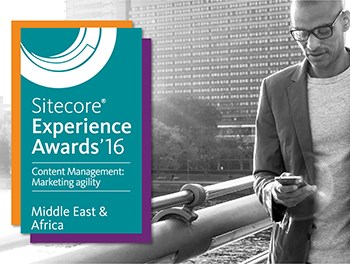 Sitecore®
Experience
Awards'16
Content Management:
Marketing agility
Middle East &
Africa